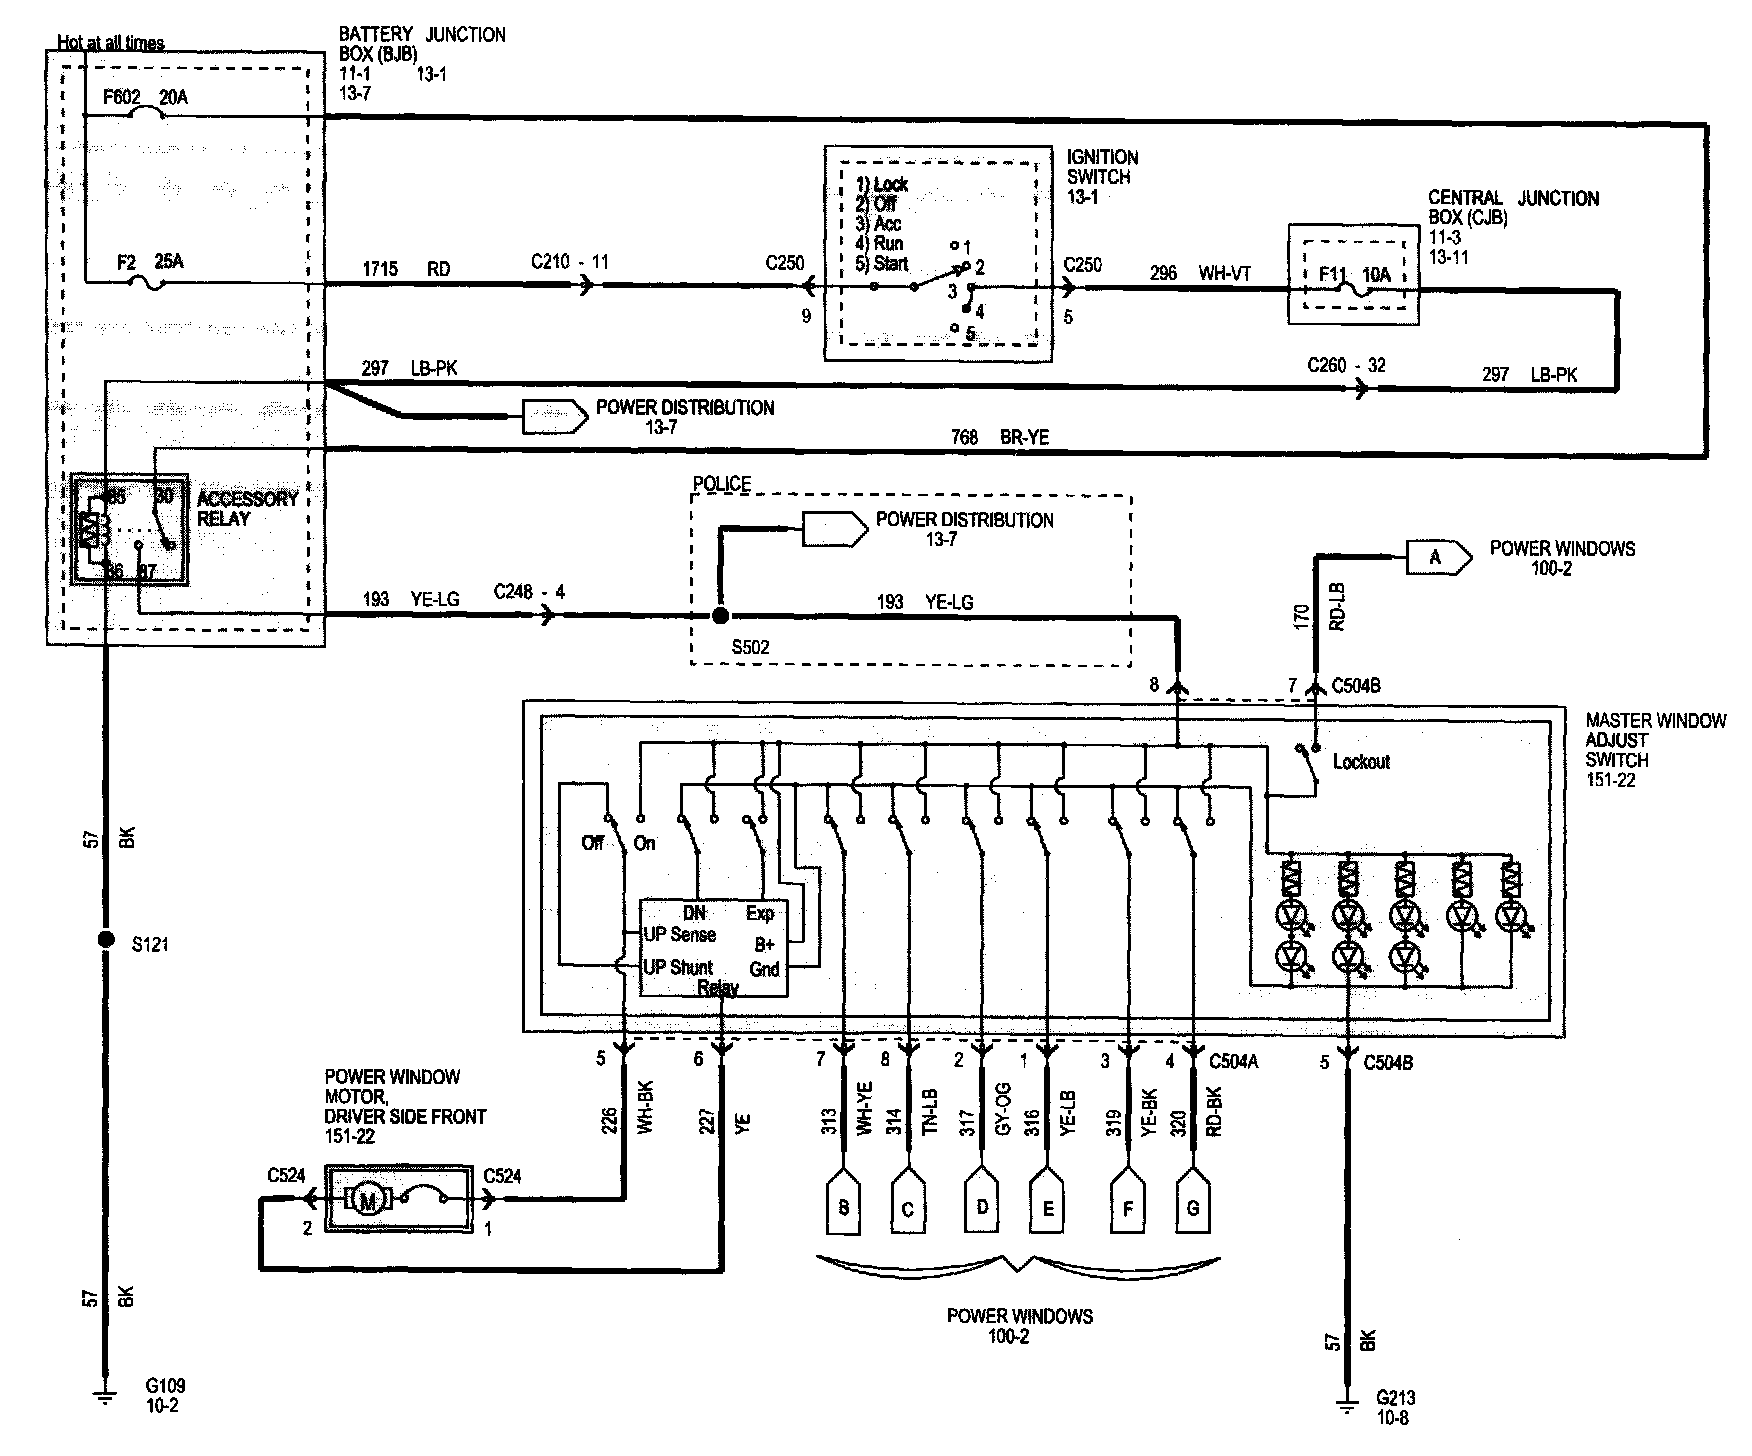 Hot at all times
BATTERY JUNCTION
BOX (BJB)
11-1 13-1
13-7
F602 20A
IGNITION
SWITCH
13-1
1) Lock
2) Off
3) Acc
4) Run
5) Start
1
2
3
4
5
CENTRAL JUNCTION
BOX (CJB)
11-3
13-11
F11 10A
F2 25A
1715 RD
C210 - 11
C250
9
C250
5
296 WH-VT
297 LB-PK
C260 - 32
297 LB-PK
POWER DISTRIBUTION
13-7
768 BR-YE
85 30
ACCESSORY
RELAY
86 87
POLICE
POWER DISTRIBUTION
13-7
193 YE-LG
C248 - 4
193 YE-LG
S502
A
POWER WINDOWS
100-2
170
RD-LB
8
7
C504B
MASTER WINDOW
ADJUST
SWITCH
151-22
Lockout
Off On
DN Exp
UP Sense
B+
UP Shunt
Gnd
Relay
57
BK
S121
5 6 7 8 2 1 3 4 C504A 5 C504B
POWER WINDOW
MOTOR,
DRIVER SIDE FRONT
151-22
226
WH-BK
227
YE
313
WH-YE
314
TN-LB
317
GY-OG
316
YE-LB
319
YE-BK
320
RD-BK
C524 C524
M
2 1
B C D E F G
POWER WINDOWS
100-2
57
BK
57
BK
G109
10-2
G213
10-8